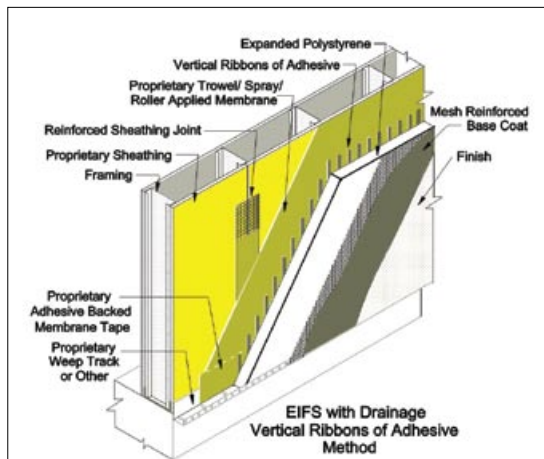 Expanded Polystyrene
Vertical Ribbons of Adhesive
Proprietary Trowel/ Spray/
Roller Applied Membrane
Mesh Reinforced
Base Coat
Reinforced Sheathing Joint
Finish
Proprietary Sheathing
Framing
Proprietary
Adhesive Backed
Membrane Tape
Proprietary
Weep Track
or Other
EIFS with Drainage
Vertical Ribbons of Adhesive
Method